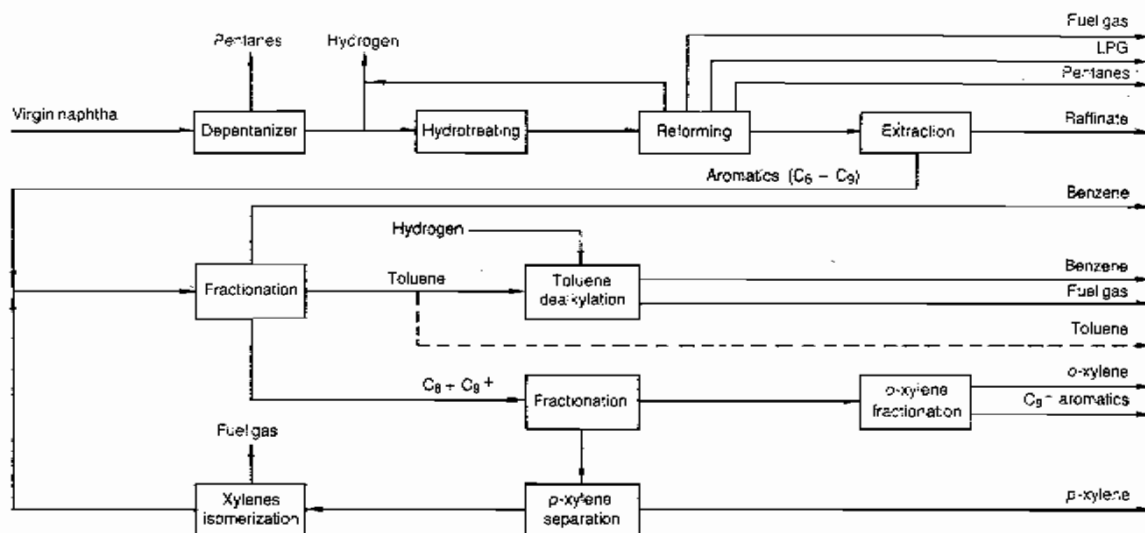 Fuel gas
Pentanes
Hydrogen
LPG
Pentanes
Virgin naphtha
Depentanizer
Hydrotreating
Reforming
Extraction
Raffinate
Aromatics (C6 – C9)
Benzene
Hydrogen
Fractionation
Toluene
Toluene
dealkylation
Benzene
Fuel gas
Toluene
C8 + C9+
Fractionation
o-xylene
fractionation
o-xylene
C9+ aromatics
Fuel gas
Xylenes
isomerization
p-xylene
separation
p-xylene